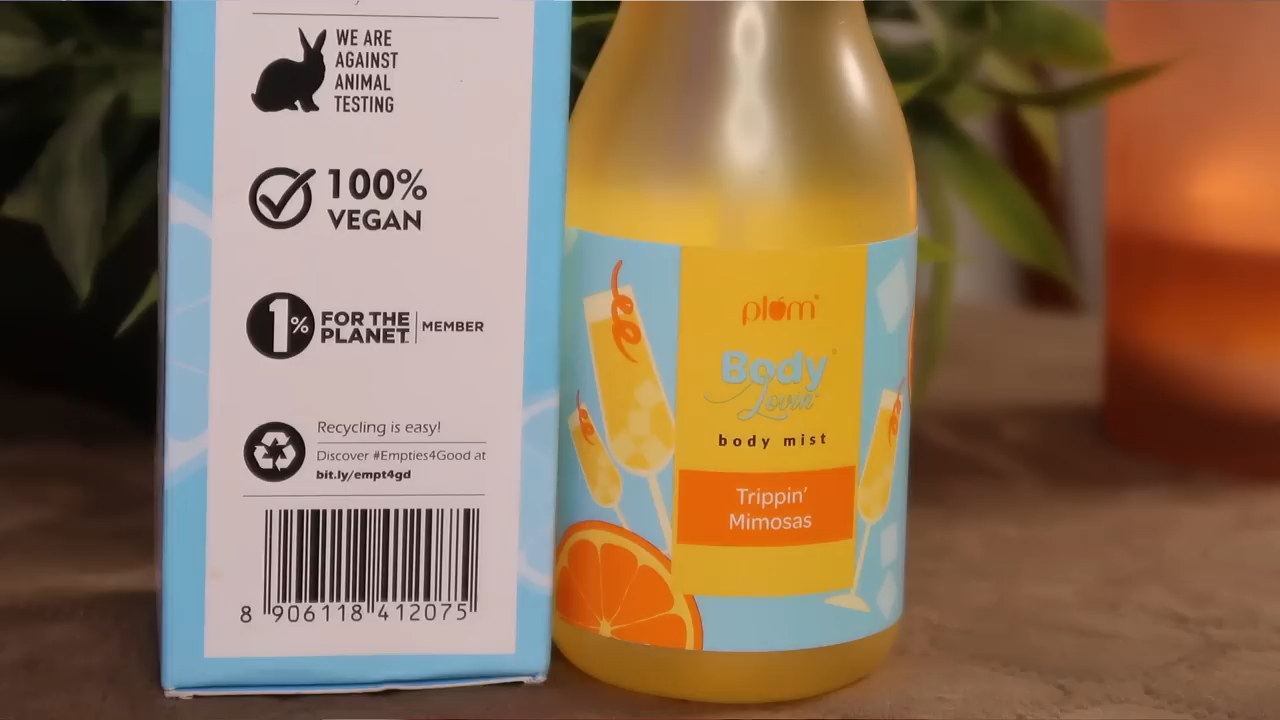 WE ARE
AGAINST
ANIMAL
TESTING
100%
VEGAN
1%
FOR THE
PLANET
MEMBER
Recycling is easy!
Discover #Empties4Good at
bit.ly/empt4gd
8 906118 412075
plum
Body
Lovin'
body mist
Trippin'
Mimosas